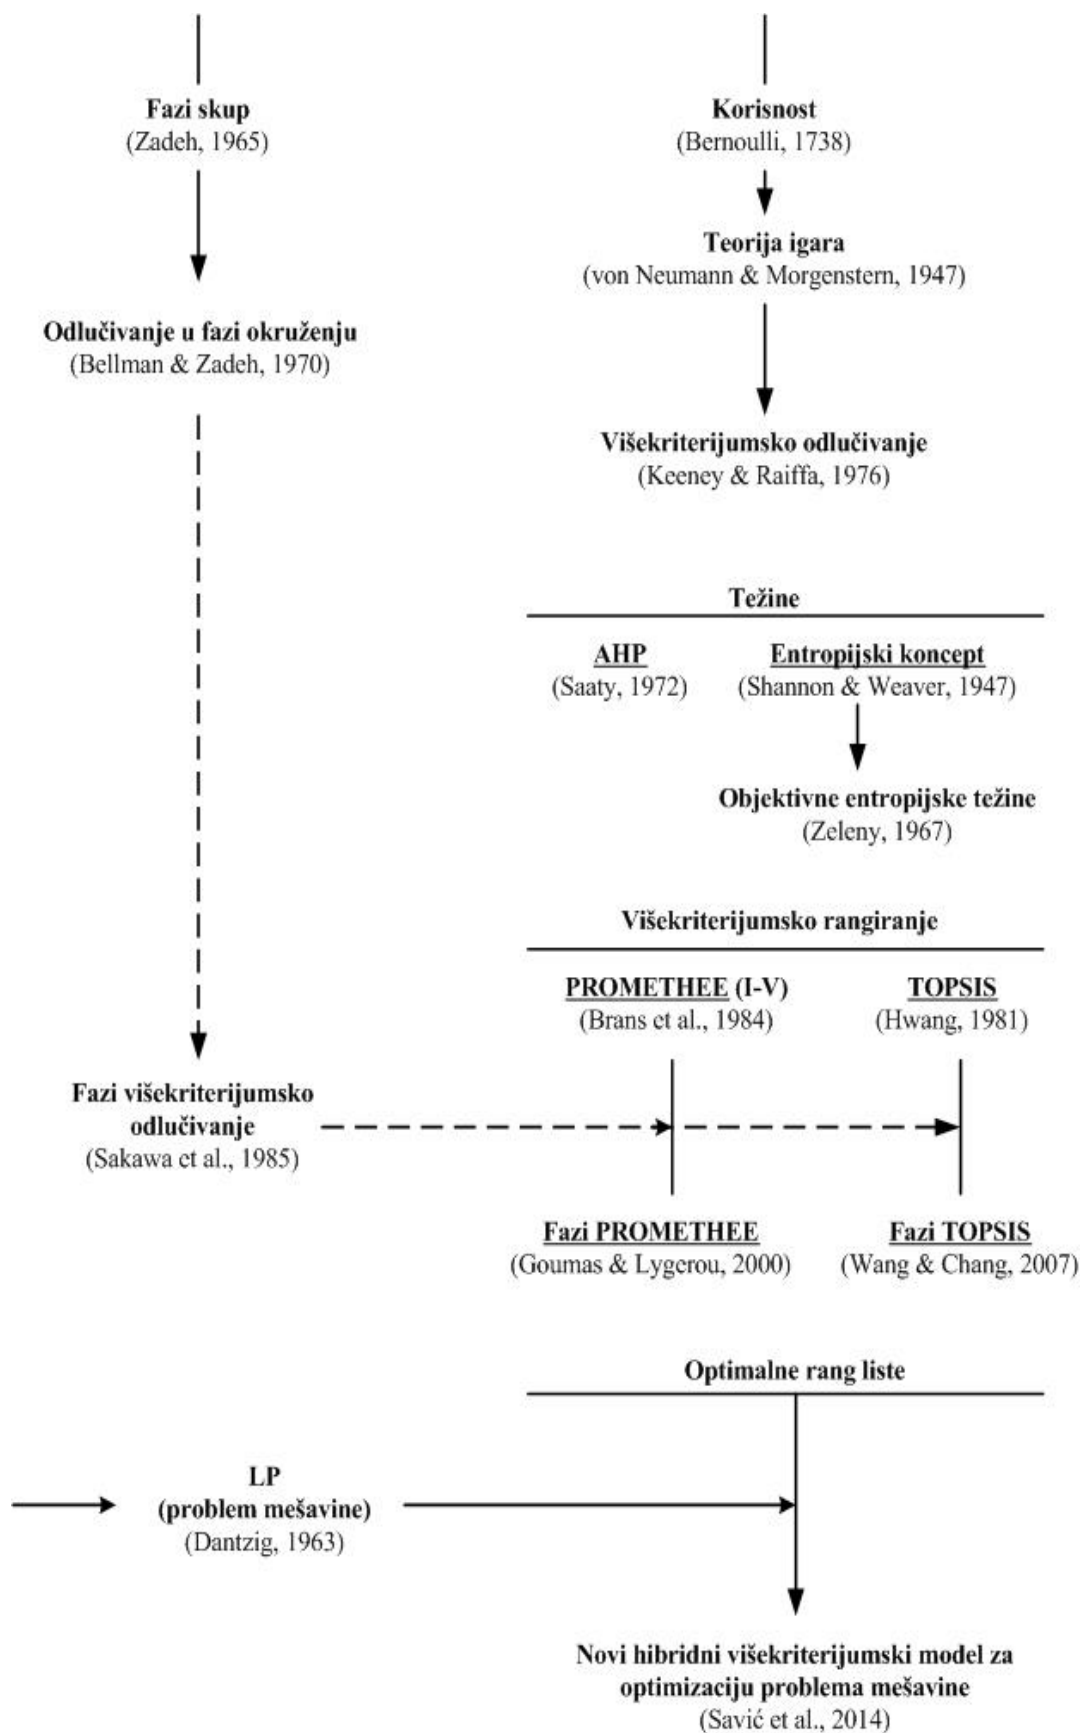 Fazi skup
(Zadeh, 1965)
Korisnost
(Bernoulli, 1738)
Teorija igara
(von Neumann & Morgenstern, 1947)
Odlučivanje u fazi okruženju
(Bellman & Zadeh, 1970)
Višekriterijumsko odlučivanje
(Keeney & Raiffa, 1976)
Težine
AHP
(Saaty, 1972)
Entropijski koncept
(Shannon & Weaver, 1947)
Objektivne entropijske težine
(Zeleny, 1967)
Višekriterijumsko rangiranje
PROMETHEE (I-V)
(Brans et al., 1984)
TOPSIS
(Hwang, 1981)
Fazi višekriterijumsko
odlučivanje
(Sakawa et al., 1985)
Fazi PROMETHEE
(Goumas & Lygerou, 2000)
Fazi TOPSIS
(Wang & Chang, 2007)
Optimalne rang liste
LP
(problem mešavine)
(Dantzig, 1963)
Novi hibridni višekriterijumski model za
optimizaciju problema mešavine
(Savić et al., 2014)